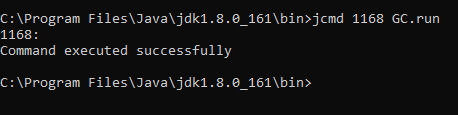 C:\Program Files\Java\jdk1.8.0_161\bin>jcmd 1168 GC.run
1168:
Command executed successfully
C:\Program Files\Java\jdk1.8.0_161\bin>